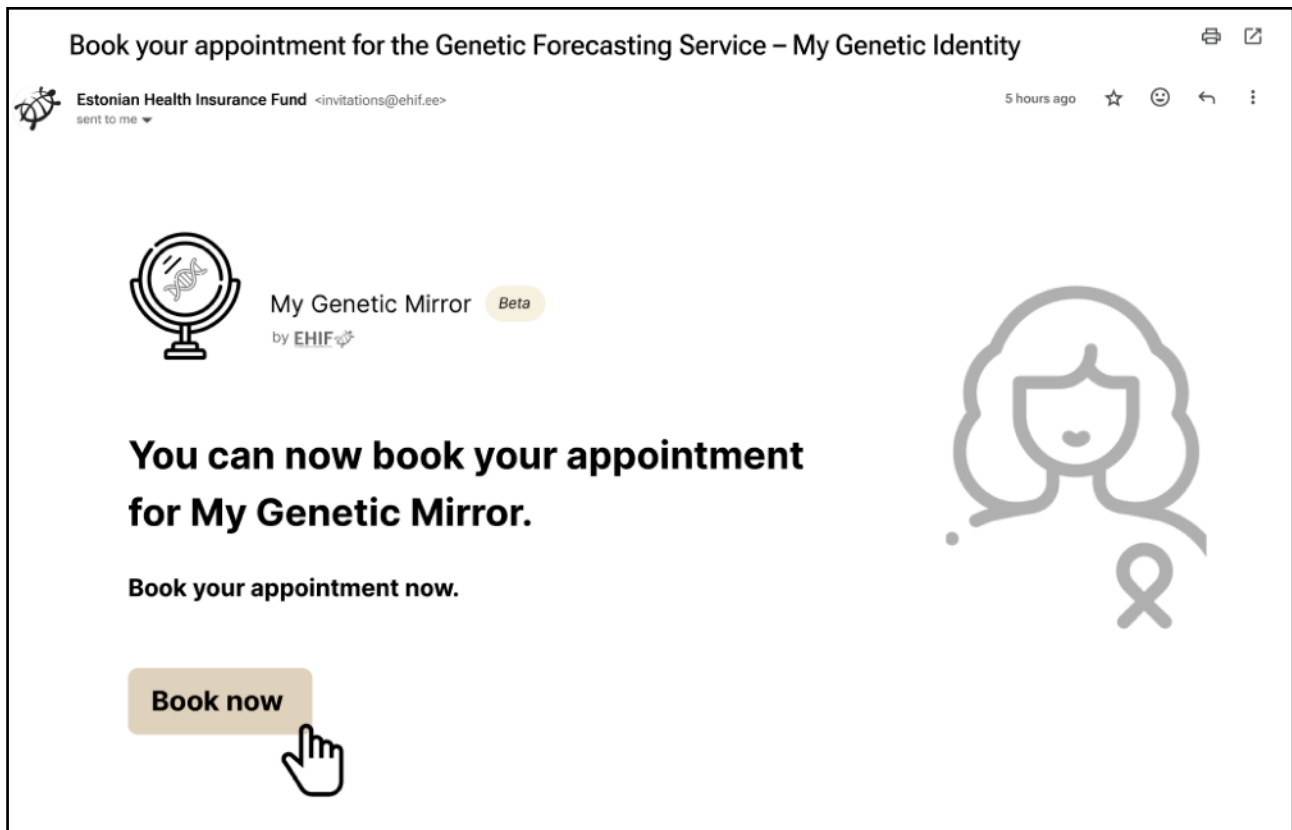 Book your appointment for the Genetic Forecasting Service – My Genetic Identity
Estonian Health Insurance Fund <invitations@ehif.ee>
5 hours ago
sent to me
My Genetic Mirror Beta
by EHIF
You can now book your appointment
for My Genetic Mirror.
Book your appointment now.
Book now